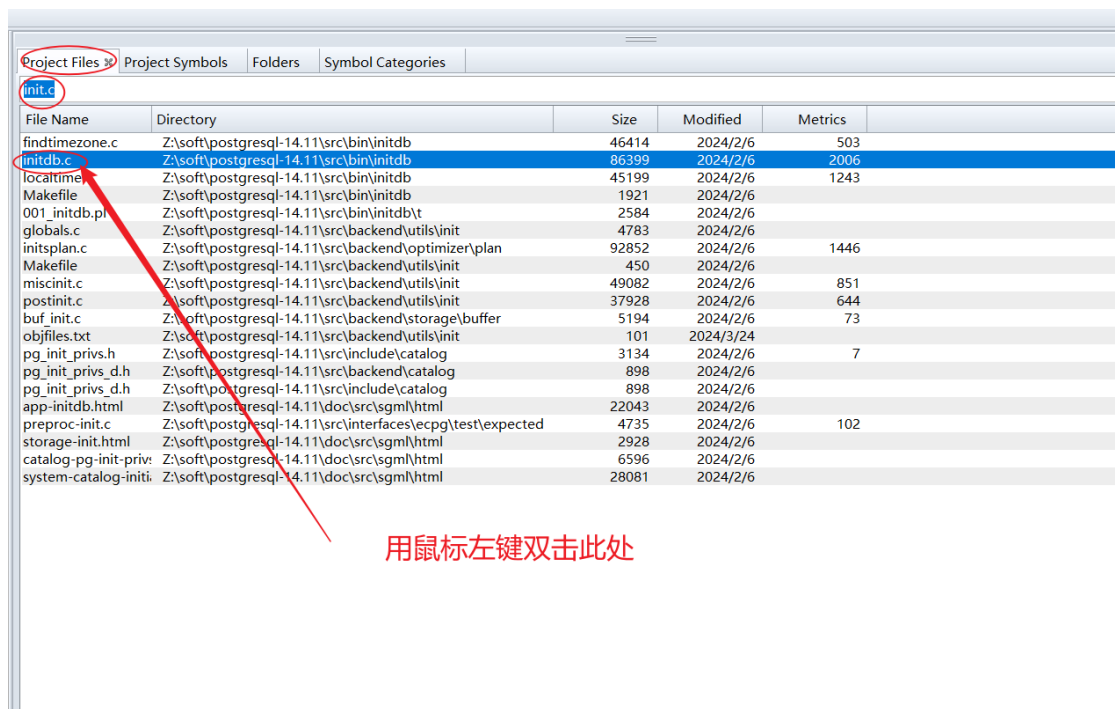 Project Files Project Symbols Folders Symbol Categories
init.c
File Name Directory Size Modified Metrics
findtimezone.c Z:\soft\postgresql-14.11\src\bin\initdb 46414 2024/2/6 503
initdb.c Z:\soft\postgresql-14.11\src\bin\initdb 86399 2024/2/6 2006
localtime Z:\soft\postgresql-14.11\src\bin\initdb 45199 2024/2/6 1243
Makefile Z:\soft\postgresql-14.11\src\bin\initdb 1921 2024/2/6
001_initdb.pl Z:\soft\postgresql-14.11\src\bin\initdb\t 2584 2024/2/6
globals.c Z:\soft\postgresql-14.11\src\backend\utils\init 4783 2024/2/6
initsplan.c Z:\soft\postgresql-14.11\src\backend\optimizer\plan 92852 2024/2/6 1446
Makefile Z:\soft\postgresql-14.11\src\backend\utils\init 450 2024/2/6
miscinit.c Z:\soft\postgresql-14.11\src\backend\utils\init 49082 2024/2/6 851
postinit.c Z:\soft\postgresql-14.11\src\backend\utils\init 37928 2024/2/6 644
buf_init.c Z:\soft\postgresql-14.11\src\backend\storage\buffer 5194 2024/2/6 73
objfiles.txt Z:\soft\postgresql-14.11\src\backend\utils\init 101 2024/3/24
pg_init_privs.h Z:\soft\postgresql-14.11\src\include\catalog 3134 2024/2/6 7
pg_init_privs_d.h Z:\soft\postgresql-14.11\src\backend\catalog 898 2024/2/6
pg_init_privs_d.h Z:\soft\postgresql-14.11\src\include\catalog 898 2024/2/6
app-initdb.html Z:\soft\postgresql-14.11\doc\src\sgml\html 22043 2024/2/6
preproc-init.c Z:\soft\postgresql-14.11\src\interfaces\ecpg\test\expected 4735 2024/2/6 102
storage-init.html Z:\soft\postgresql-14.11\doc\src\sgml\html 2928 2024/2/6
catalog-pg-init-privs Z:\soft\postgresql-14.11\doc\src\sgml\html 6596 2024/2/6
system-catalog-initi Z:\soft\postgresql-14.11\doc\src\sgml\html 28081 2024/2/6
用鼠标左键双击此处